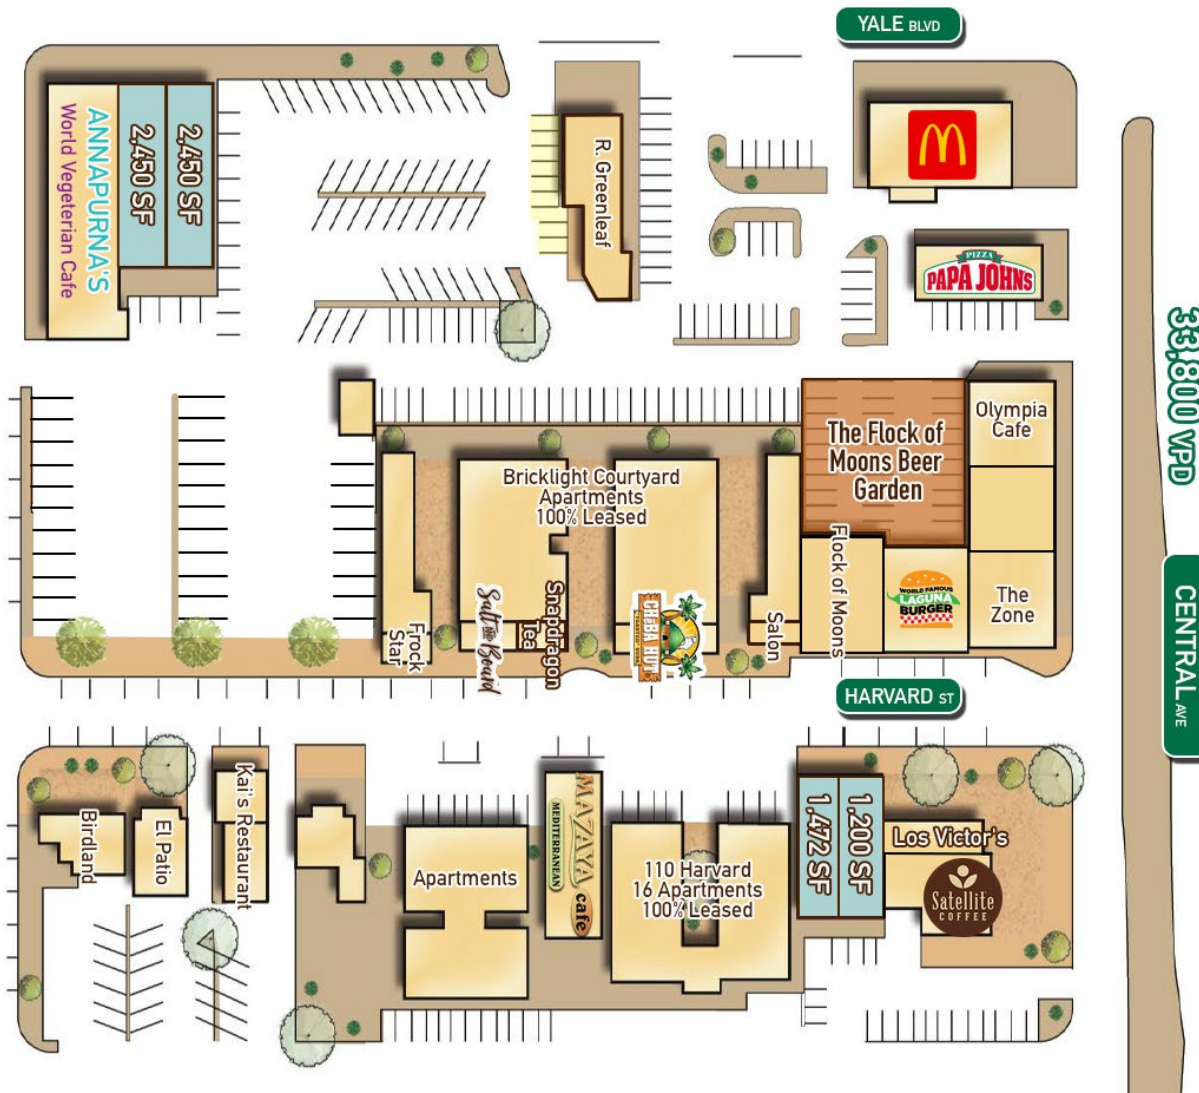 YALE BLVD
ANNAPURNA'S
World Vegeterian Cafe
2,450 SF
2,450 SF
R. Greenleaf
PIZZA
PAPA JOHNS
33,800 VPD
CENTRAL AVE
Olympia
Cafe
The Flock of
Moons Beer
Garden
Bricklight Courtyard
Apartments
100% Leased
Flock of Moons
WORLD FAMOUS
LAGUNA
BURGER
The
Zone
Frock
Star
Salt and Board
Snapdragon
Tea
CHEBA HUT
"TOASTED" SUBS
Salon
HARVARD ST
Birdland
El Patio
Kai's Restaurant
Apartments
MAZAYA
MEDITERRANEAN
cafe
110 Harvard
16 Apartments
100% Leased
1,472 SF
1,200 SF
Los Victor's
Satellite
COFFEE